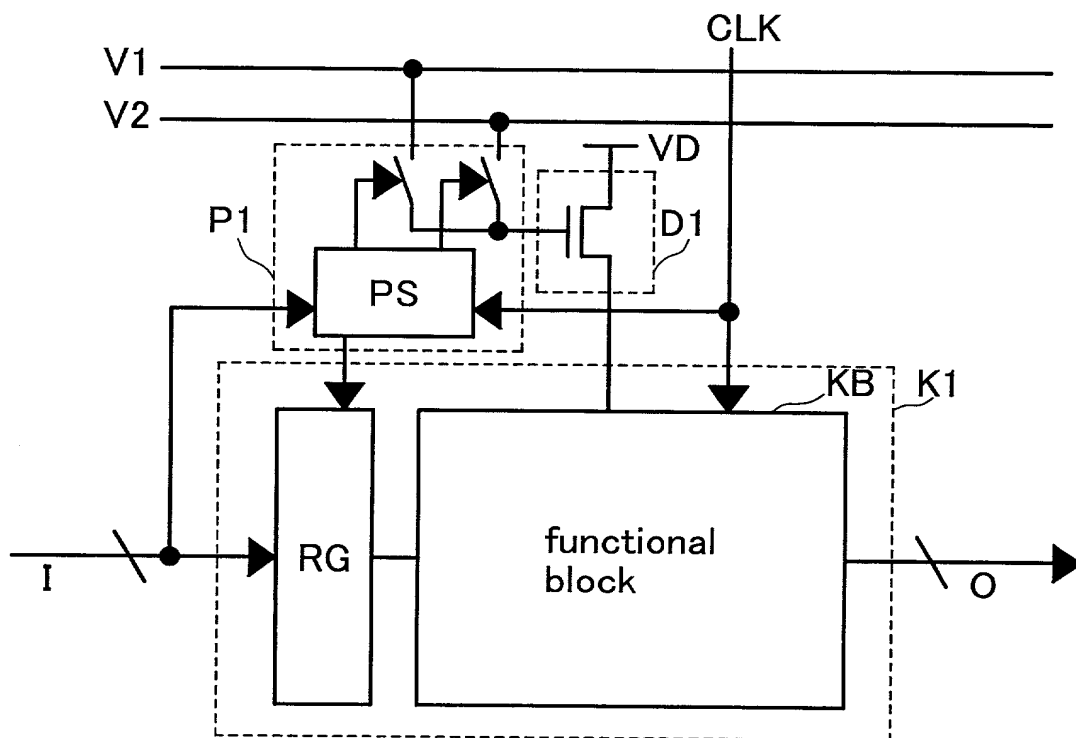 CLK
V1
V2
VD
P1
D1
PS
KB
K1
RG
functional
block
I
O